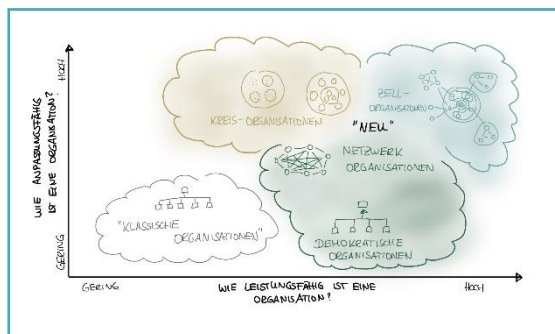 HOCH
WIE ANPASSUNGSFÄHIG
IST EINE ORGANISATION?
GERING
KREIS-ORGANISATIONEN
ZELL-
ORGANISATIONEN
"NEU"
NETZWERK
ORGANISATIONEN
"KLASSISCHE
ORGANISATIONEN"
DEMOKRATISCHE
ORGANISATIONEN
GERING
WIE LEISTUNGSFÄHIG IST EINE
ORGANISATION?
HOCH